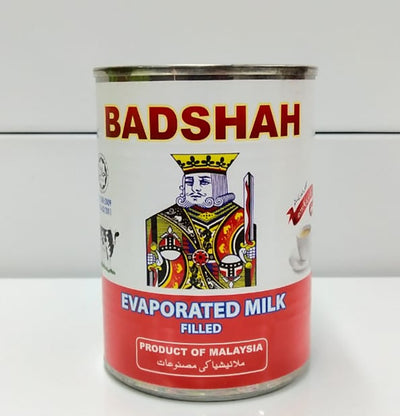 BADSHAH
EVAPORATED MILK
FILLED
PRODUCT OF MALAYSIA
ملائیشیا کی مصنوعات